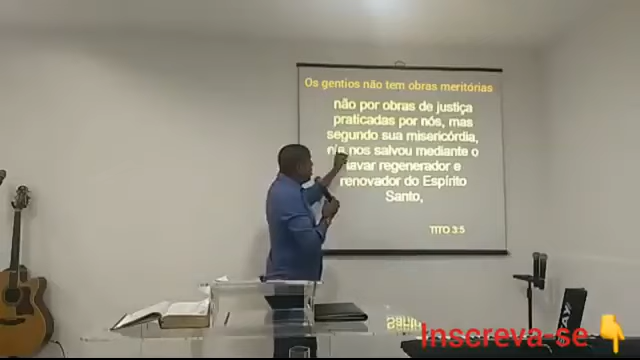 Os gentios não tem obras meritórias
não por obras de justiça
praticadas por nós, mas
segundo sua misericórdia,
nos salvou mediante o
lavar regenerador e
renovador do Espírito
Santo,
TITO 3:5
Inscreva-se👇